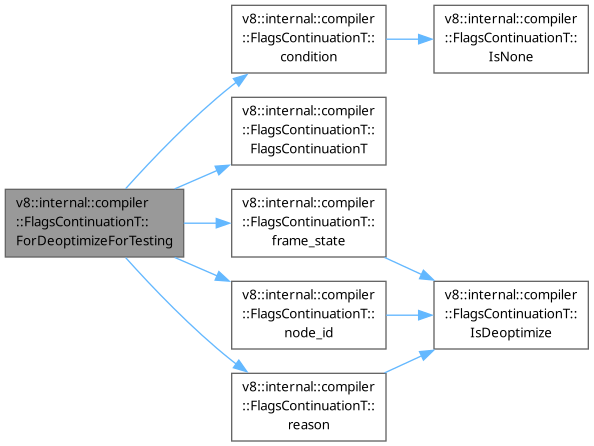 v8::internal::compiler
::FlagsContinuationT::
condition
v8::internal::compiler
::FlagsContinuationT::
IsNone
v8::internal::compiler
::FlagsContinuationT::
FlagsContinuationT
v8::internal::compiler
::FlagsContinuationT::
ForDeoptimizeForTesting
v8::internal::compiler
::FlagsContinuationT::
frame_state
v8::internal::compiler
::FlagsContinuationT::
node_id
v8::internal::compiler
::FlagsContinuationT::
IsDeoptimize
v8::internal::compiler
::FlagsContinuationT::
reason